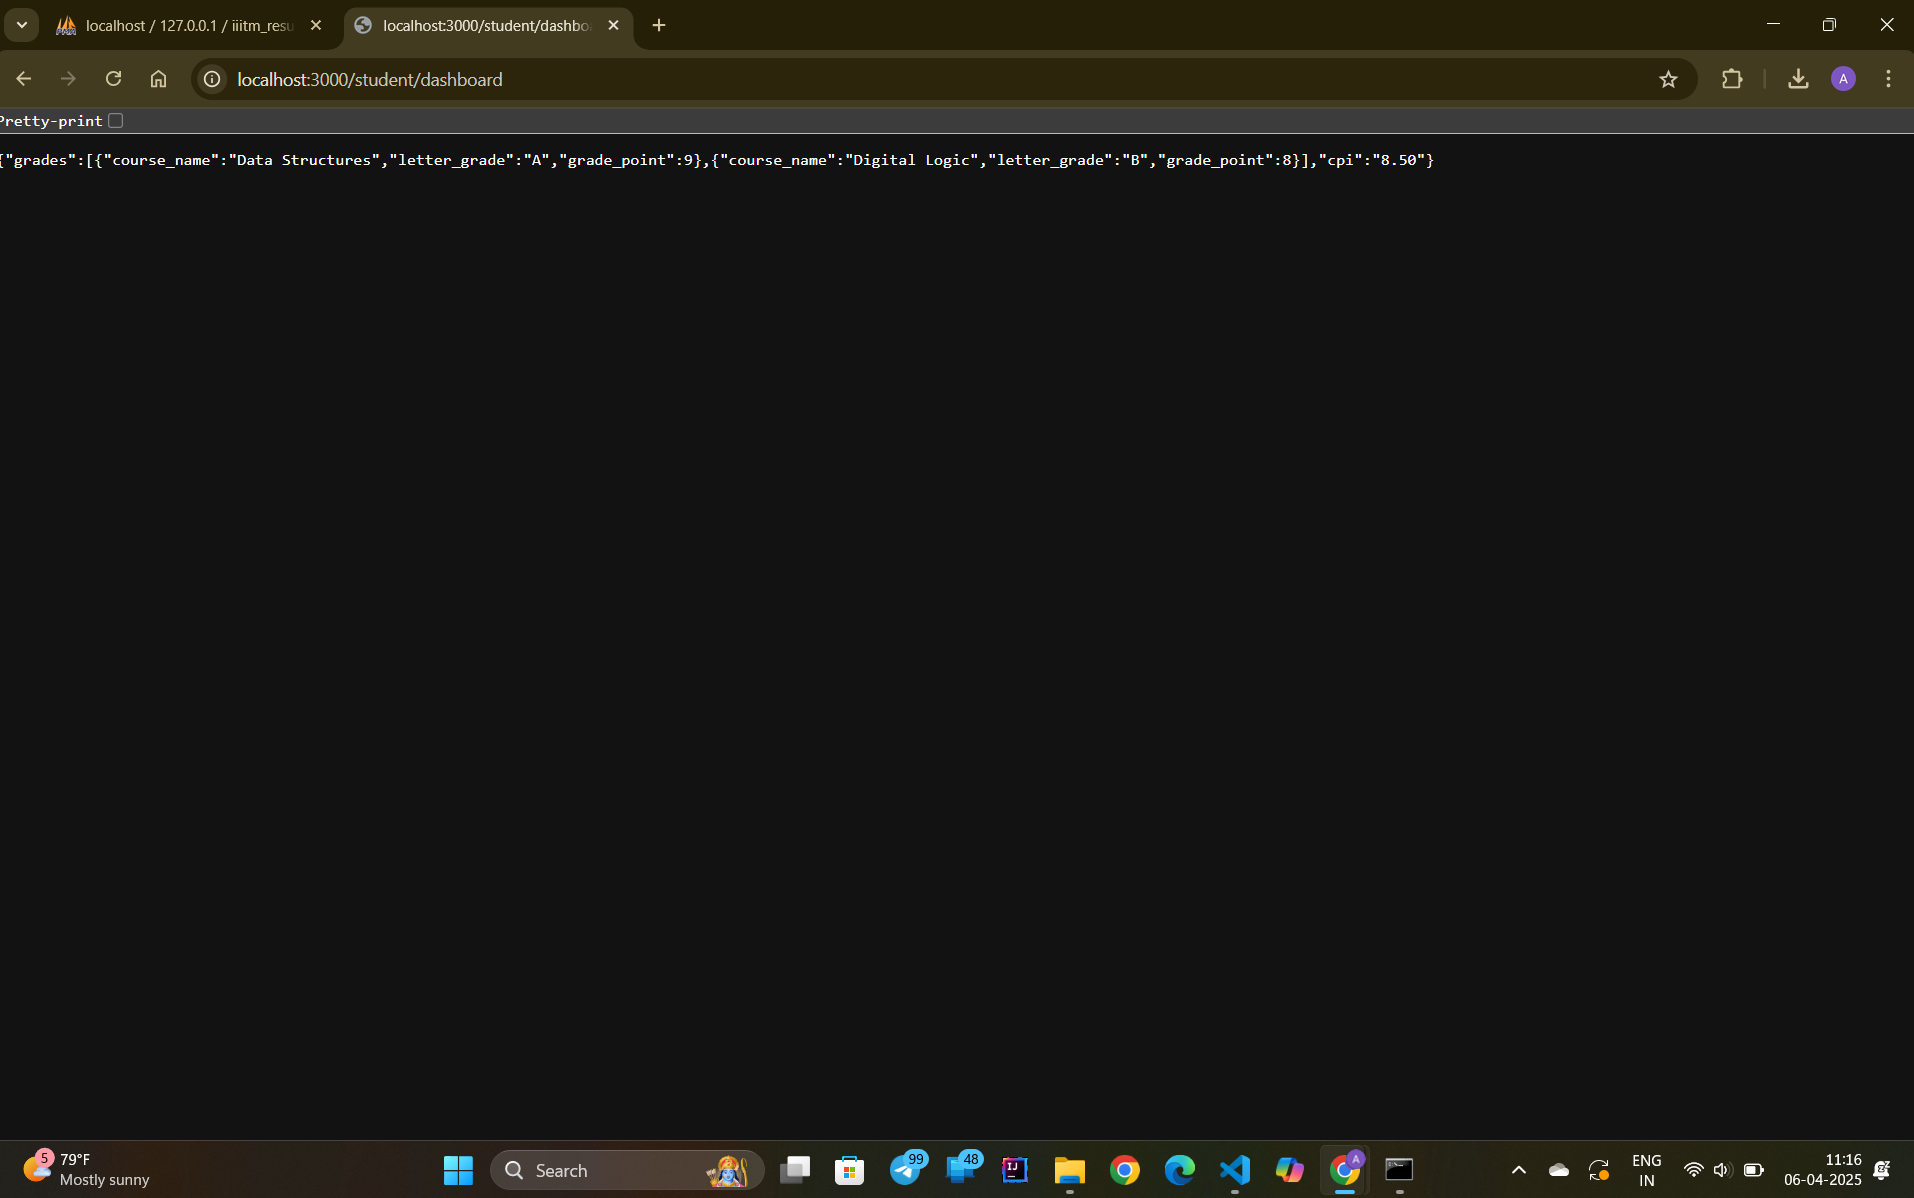 localhost / 127.0.0.1 / iiitm_resu
localhost:3000/student/dashbo
localhost:3000/student/dashboard
A
Pretty-print
{"grades":[{"course_name":"Data Structures","letter_grade":"A","grade_point":9},{"course_name":"Digital Logic","letter_grade":"B","grade_point":8}],"cpi":"8.50"}
5
79°F
Mostly sunny
Search
99
48
IJ
A
ENG
IN
11:16
06-04-2025